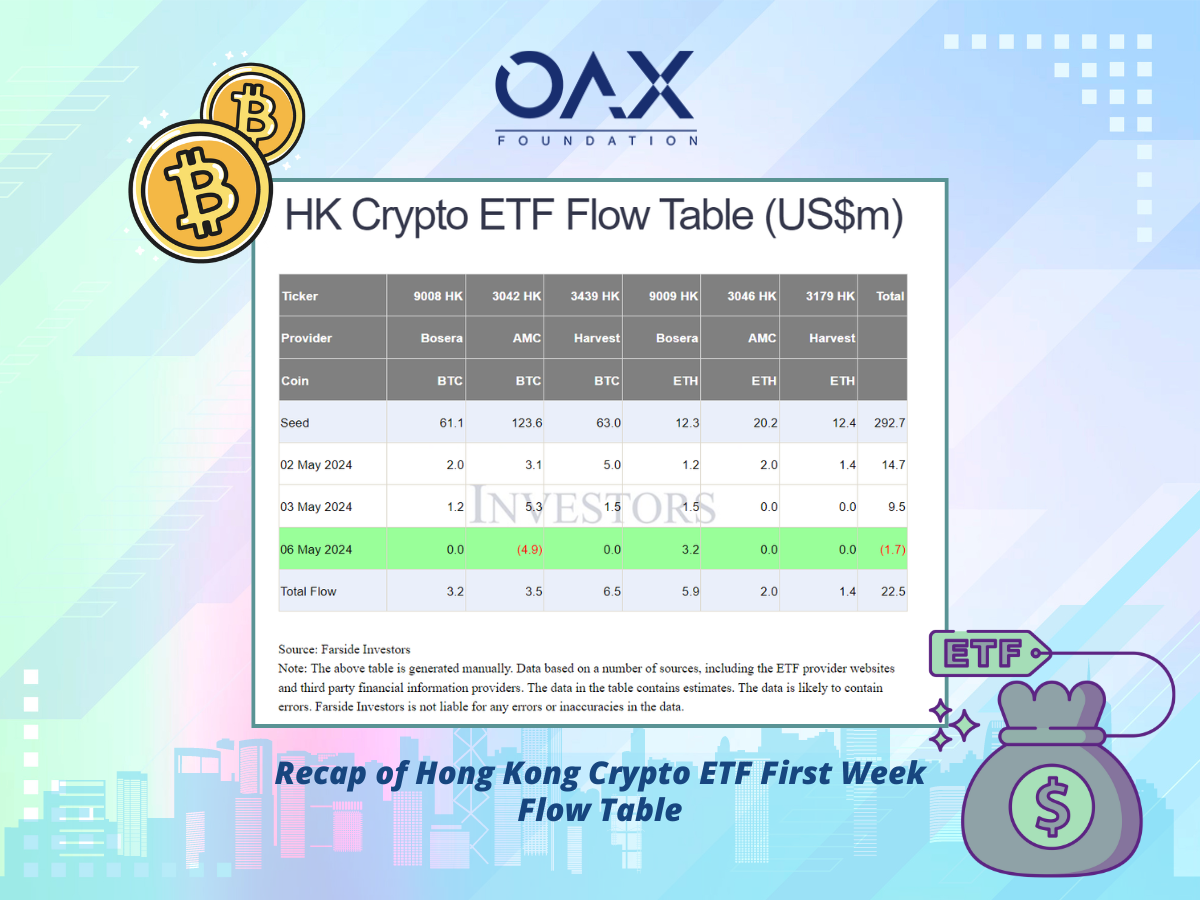 OAX
FOUNDATION
HK Crypto ETF Flow Table (US$m)
Ticker 9008 HK 3042 HK 3439 HK 9009 HK 3046 HK 3179 HK Total
Provider Bosera AMC Harvest Bosera AMC Harvest
Coin BTC BTC BTC ETH ETH ETH
Seed 61.1 123.6 63.0 12.3 20.2 12.4 292.7
02 May 2024 2.0 3.1 5.0 1.2 2.0 1.4 14.7
INVESTORS
03 May 2024 1.2 5.3 1.5 1.5 0.0 0.0 9.5
06 May 2024 0.0 (4.9) 0.0 3.2 0.0 0.0 (1.7)
Total Flow 3.2 3.5 6.5 5.9 2.0 1.4 22.5
Source: Farside Investors
Note: The above table is generated manually. Data based on a number of sources, including the ETF provider websites
and third party financial information providers. The data in the table contains estimates. The data is likely to contain
errors. Farside Investors is not liable for any errors or inaccuracies in the data.
ETF
$
Recap of Hong Kong Crypto ETF First Week
Flow Table